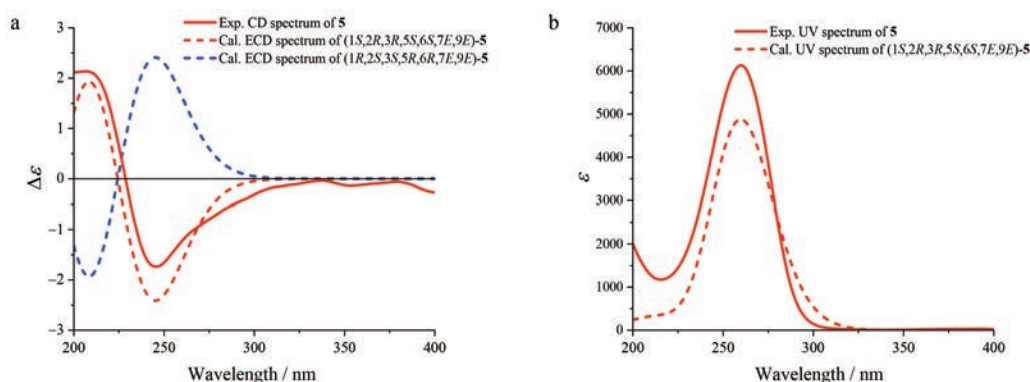 a
Exp. CD spectrum of 5
Cal. ECD spectrum of (1S,2R,3R,5S,6S,7E,9E)-5
Cal. ECD spectrum of (1R,2S,3S,5R,6R,7E,9E)-5
3
2
1
0
−1
−2
−3
Δε
200
250
300
350
400
Wavelength / nm
b
Exp. UV spectrum of 5
Cal. UV spectrum of (1S,2R,3R,5S,6S,7E,9E)-5
7000
6000
5000
4000
3000
2000
1000
0
ε
200
250
300
350
400
Wavelength / nm